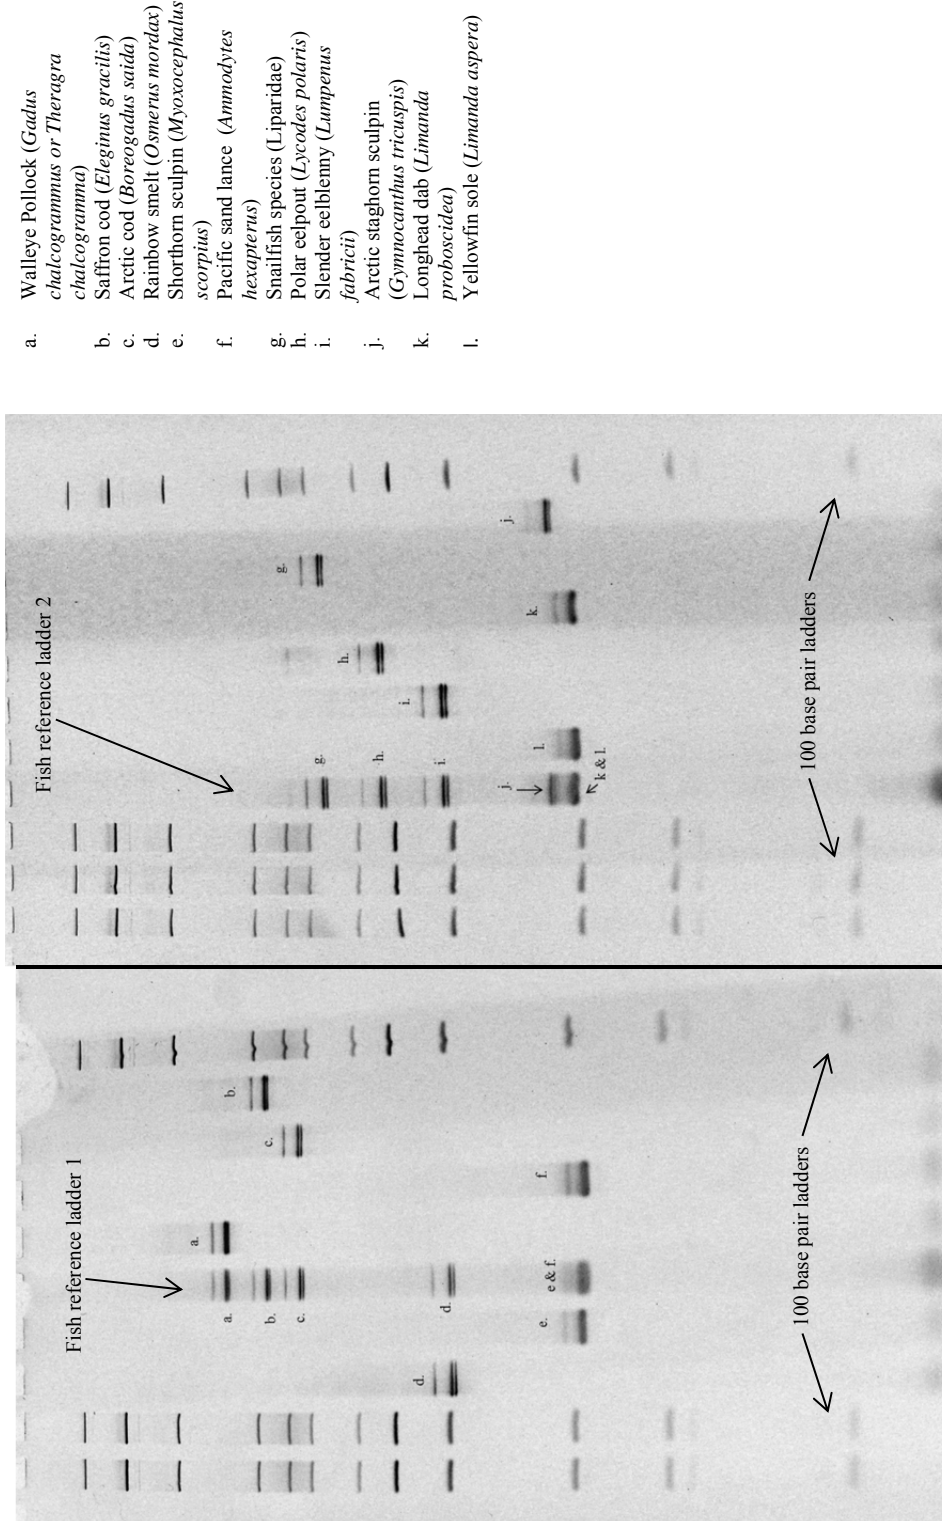 a. Walleye Pollock (Gadus
chalcogrammus or Theragra
chalcogramma)
b. Saffron cod (Eleginus gracilis)
c. Arctic cod (Boreogadus saida)
d. Rainbow smelt (Osmerus mordax)
e. Shorthorn sculpin (Myoxocephalus
scorpius)
f. Pacific sand lance (Ammodytes
hexapterus)
g. Snailfish species (Liparidae)
h. Polar eelpout (Lycodes polaris)
i. Slender eelblenny (Lumpenus
fabricii)
j. Arctic staghorn sculpin
(Gymnocanthus tricuspis)
k. Longhead dab (Limanda
proboscidea)
l. Yellowfin sole (Limanda aspera)
Fish reference ladder 1
a.
b.
c.
d.
d.
e.
e & f.
a.
f.
c.
b.
100 base pair ladders
Fish reference ladder 2
g.
h.
i.
j.
k & l.
l.
i.
h.
k.
g.
j.
100 base pair ladders